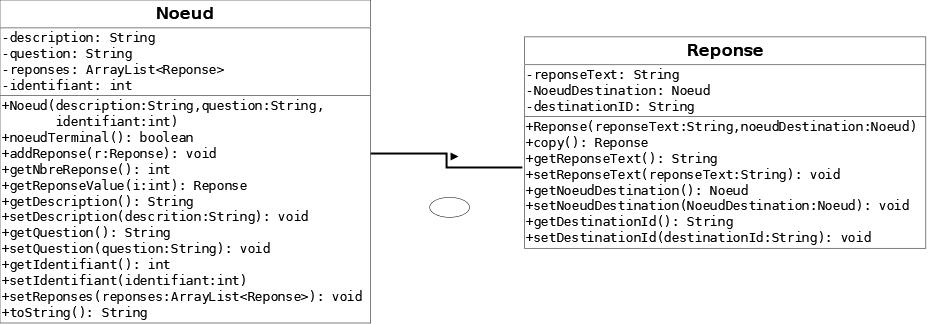 Noeud
-description: String
-question: String
-reponses: ArrayList<Reponse>
-identifiant: int
+Noeud(description:String,question:String,
identifiant:int)
+noeudTerminal(): boolean
+addReponse(r:Reponse): void
+getNbreReponse(): int
+getReponseValue(i:int): Reponse
+getDescription(): String
+setDescription(descrition:String): void
+getQuestion(): String
+setQuestion(question:String): void
+getIdentifiant(): int
+setIdentifiant(identifiant:int)
+setReponses(reponses:ArrayList<Reponse>): void
+toString(): String
Reponse
-reponseText: String
-NoeudDestination: Noeud
-destinationID: String
+Reponse(reponseText:String,noeudDestination:Noeud)
+copy(): Reponse
+getReponseText(): String
+setReponseText(reponseText:String): void
+getNoeudDestination(): Noeud
+setNoeudDestination(NoeudDestination:Noeud): void
+getDestinationId(): String
+setDestinationId(destinationId:String): void